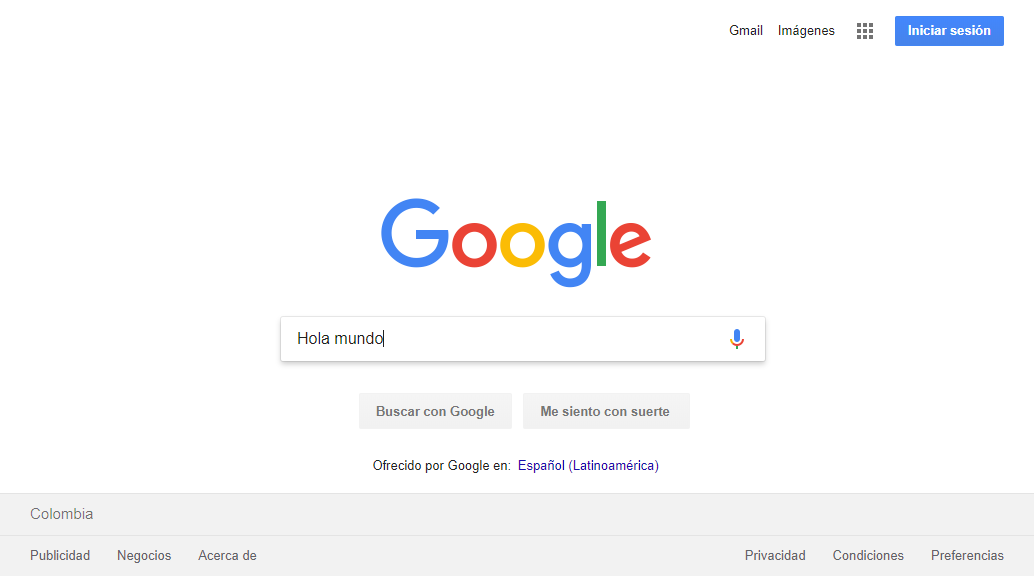 Gmail Imágenes Iniciar sesión
Google
Hola mundo
Buscar con Google Me siento con suerte
Ofrecido por Google en: Español (Latinoamérica)
Colombia
Publicidad Negocios Acerca de Privacidad Condiciones Preferencias